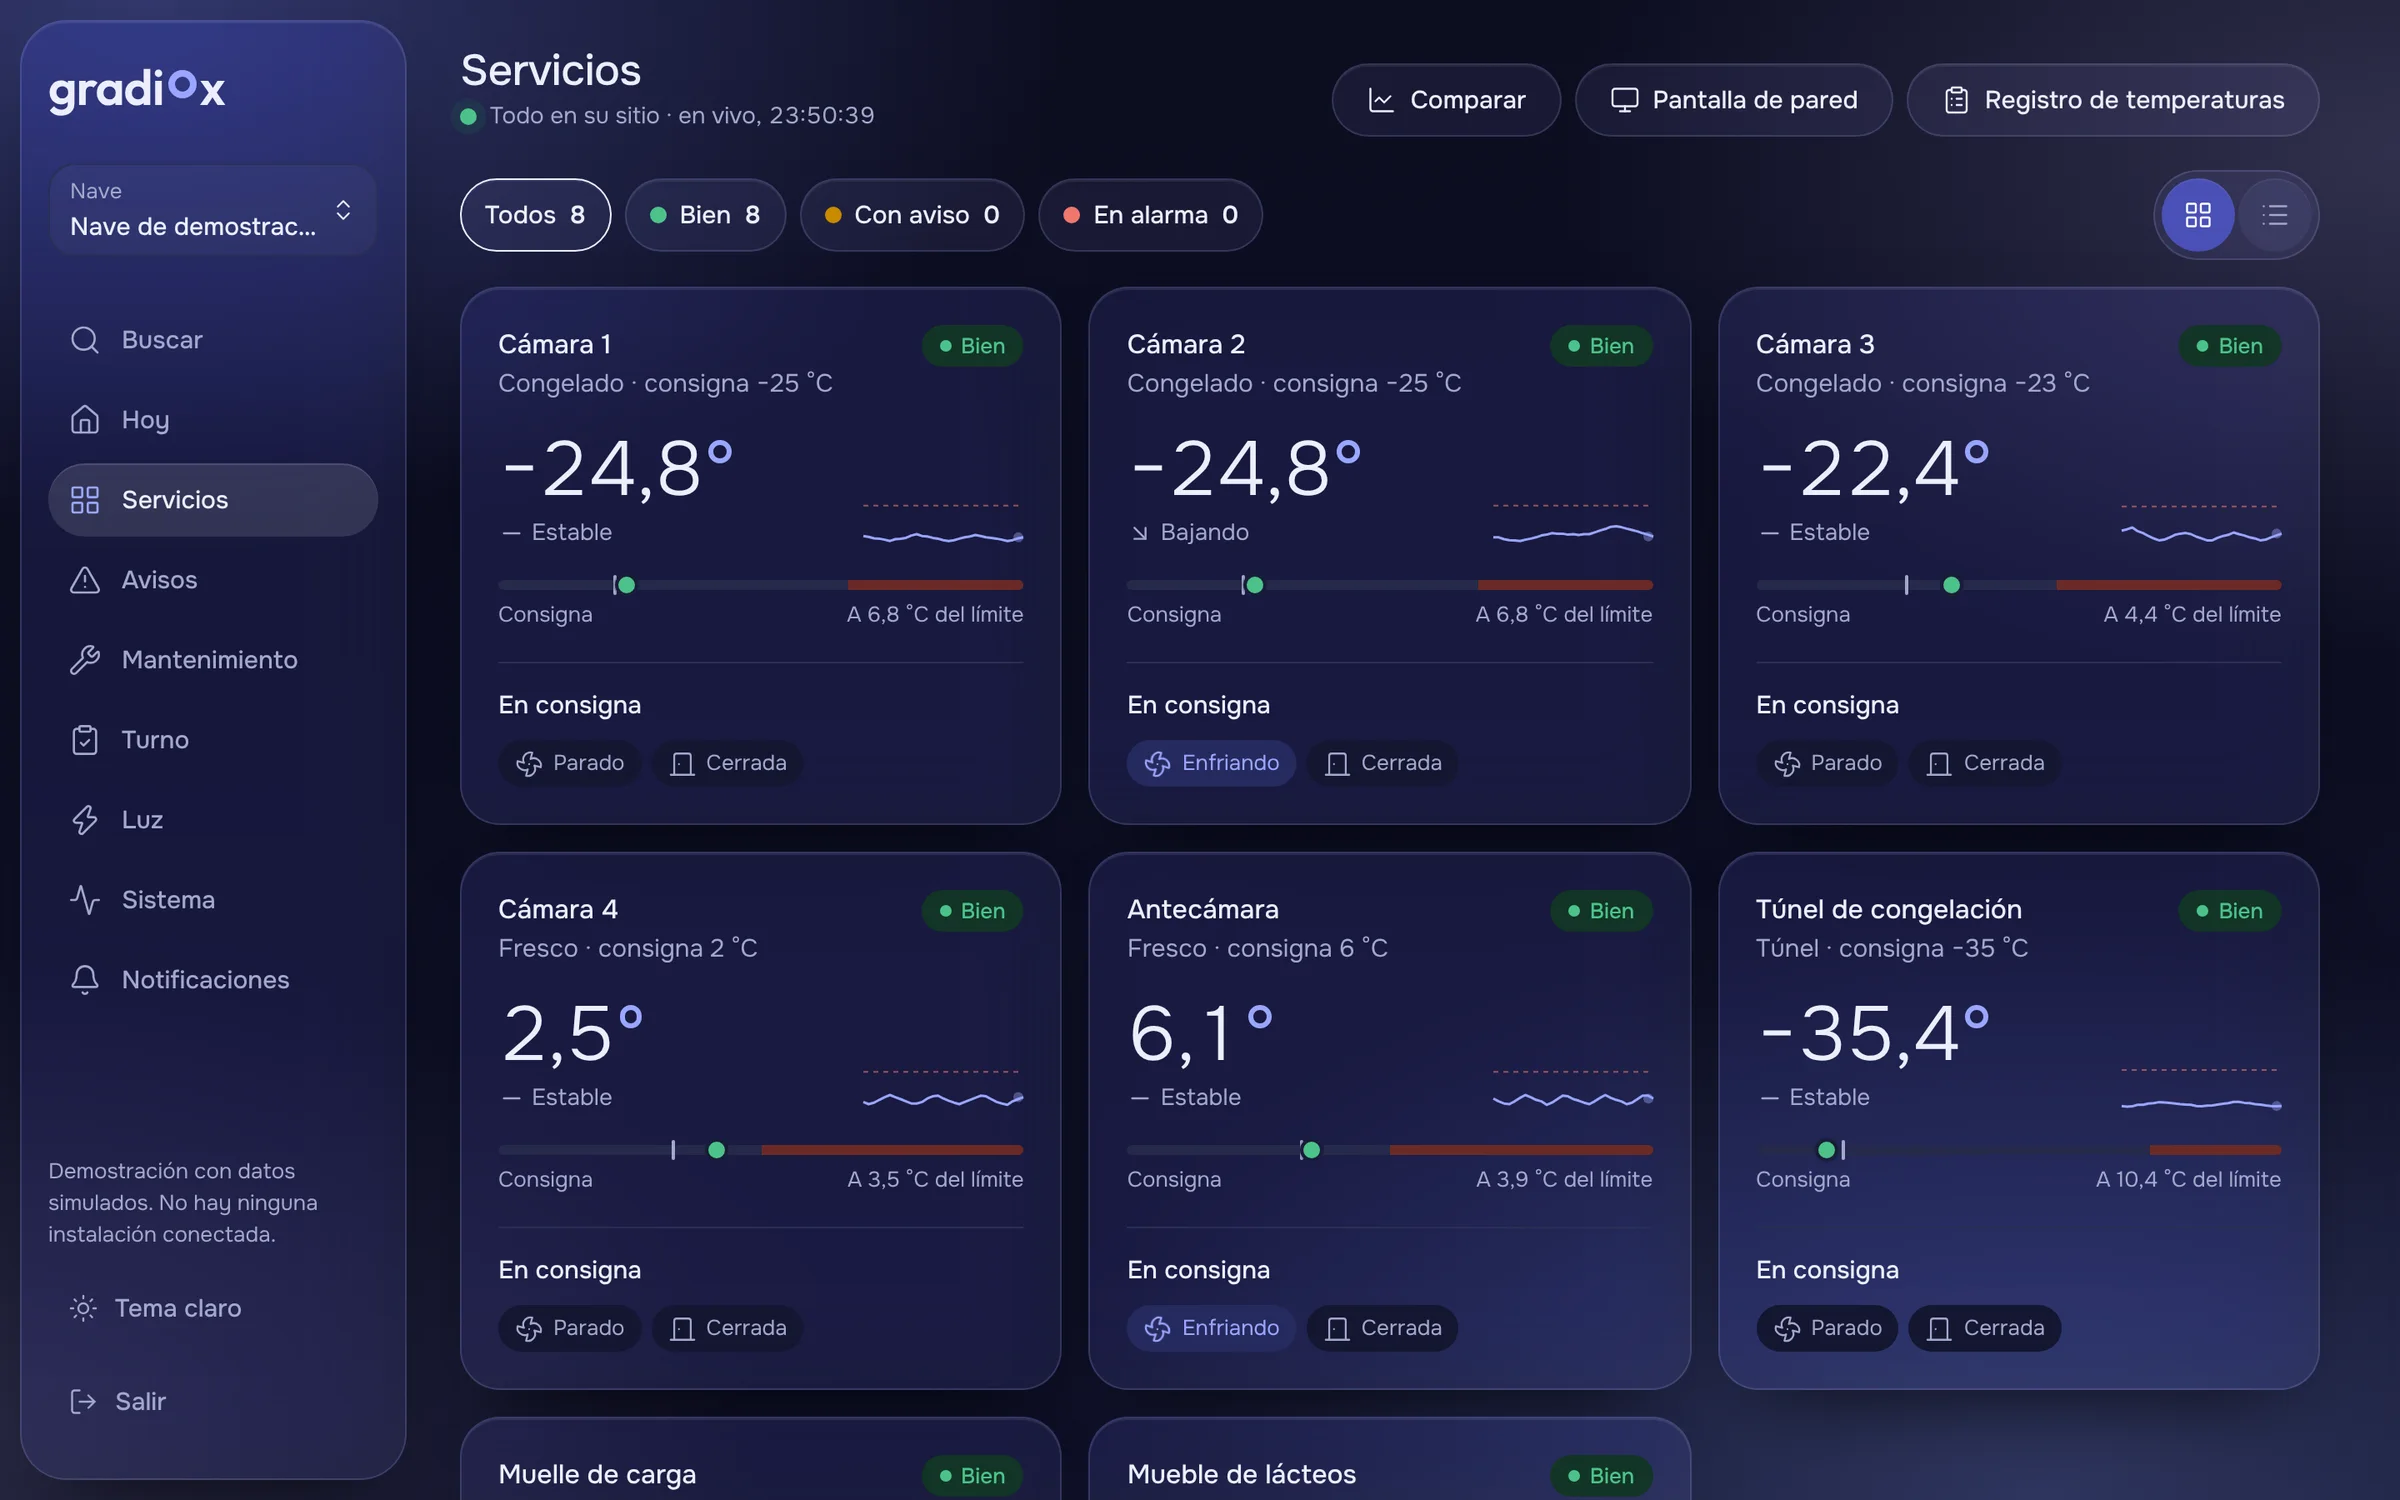 gradiox
Nave
Nave de demostrac...
Buscar
Hoy
Servicios
Avisos
Mantenimiento
Turno
Luz
Sistema
Notificaciones
Demostración con datos
simulados. No hay ninguna
instalación conectada.
Tema claro
Salir
Servicios
Todo en su sitio · en vivo, 23:50:39
Comparar
Pantalla de pared
Registro de temperaturas
Todos 8
Bien 8
Con aviso 0
En alarma 0
Cámara 1
Bien
Congelado · consigna -25 °C
-24,8°
Estable
Consigna
A 6,8 °C del límite
En consigna
Parado
Cerrada
Cámara 2
Bien
Congelado · consigna -25 °C
-24,8°
Bajando
Consigna
A 6,8 °C del límite
En consigna
Enfriando
Cerrada
Cámara 3
Bien
Congelado · consigna -23 °C
-22,4°
Estable
Consigna
A 4,4 °C del límite
En consigna
Parado
Cerrada
Cámara 4
Bien
Fresco · consigna 2 °C
2,5°
Estable
Consigna
A 3,5 °C del límite
En consigna
Parado
Cerrada
Antecámara
Bien
Fresco · consigna 6 °C
6,1°
Estable
Consigna
A 3,9 °C del límite
En consigna
Enfriando
Cerrada
Túnel de congelación
Bien
Túnel · consigna -35 °C
-35,4°
Estable
Consigna
A 10,4 °C del límite
En consigna
Parado
Cerrada
Muelle de carga
Bien
Mueble de lácteos
Bien